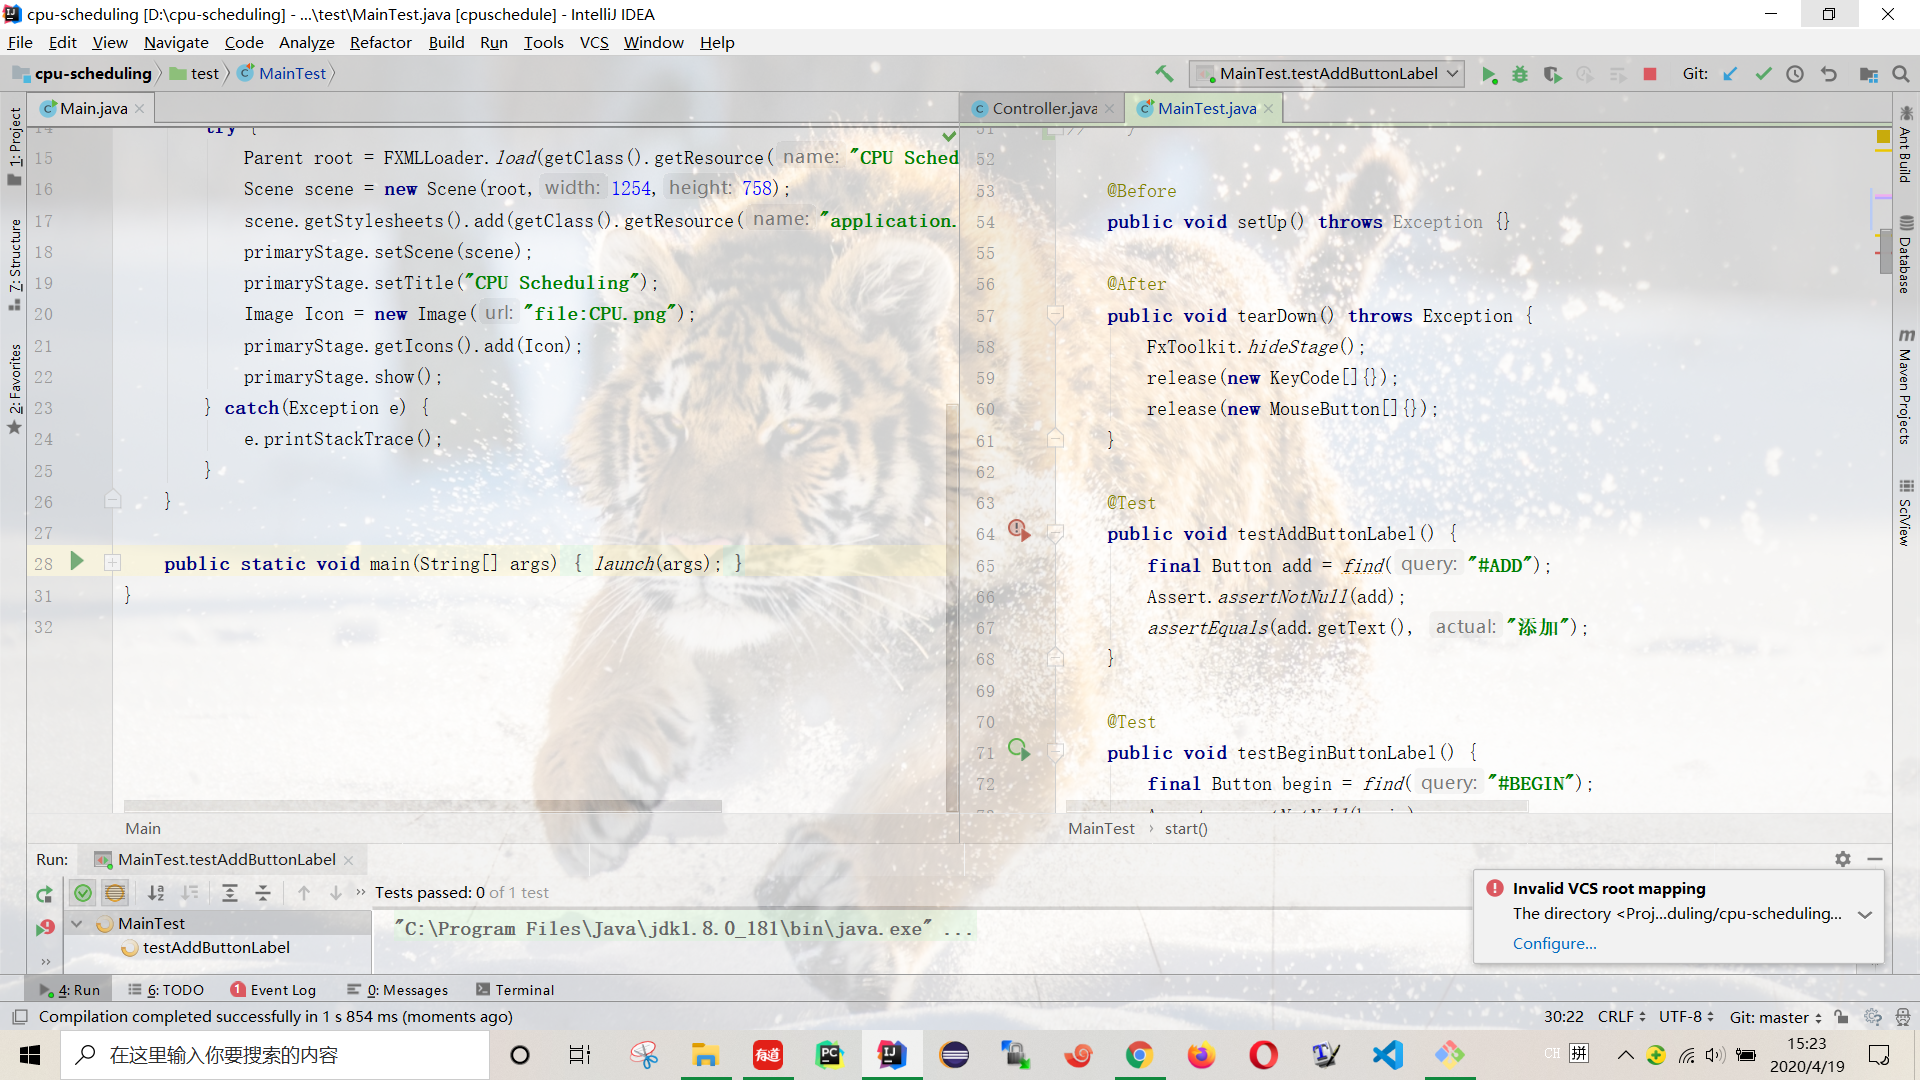 cpu-scheduling [D:\cpu-scheduling] - ...\test\MainTest.java [cpuschedule] - IntelliJ IDEA
File Edit View Navigate Code Analyze Refactor Build Run Tools VCS Window Help
cpu-scheduling test MainTest MainTest.testAddButtonLabel Git:
1: Project
7: Structure
2: Favorites
Main.java
14 try {
15 Parent root = FXMLLoader.load(getClass().getResource( name: "CPU Sched
16 Scene scene = new Scene(root, width: 1254, height: 758);
17 scene.getStylesheets().add(getClass().getResource( name: "application.
18 primaryStage.setScene(scene);
19 primaryStage.setTitle("CPU Scheduling");
20 Image Icon = new Image( url: "file:CPU.png");
21 primaryStage.getIcons().add(Icon);
22 primaryStage.show();
23 } catch(Exception e) {
24 e.printStackTrace();
25 }
26 }
27
28 public static void main(String[] args) { launch(args); }
31 }
32
Main
Controller.java MainTest.java
51 // }
52
53 @Before
54 public void setUp() throws Exception {}
55
56 @After
57 public void tearDown() throws Exception {
58 FxToolkit.hideStage();
59 release(new KeyCode[]{});
60 release(new MouseButton[]{});
61 }
62
63 @Test
64 public void testAddButtonLabel() {
65 final Button add = find( query: "#ADD");
66 Assert.assertNotNull(add);
67 assertEquals(add.getText(), actual: "添加");
68 }
69
70 @Test
71 public void testBeginButtonLabel() {
72 final Button begin = find( query: "#BEGIN");
MainTest › start()
Ant Build
Database
Maven Projects
SciView
Run: MainTest.testAddButtonLabel
Tests passed: 0 of 1 test
MainTest
testAddButtonLabel
"C:\Program Files\Java\jdk1.8.0_181\bin\java.exe" ...
Invalid VCS root mapping
The directory <Proj...duling/cpu-scheduling...
Configure...
4: Run 6: TODO 1 Event Log 0: Messages Terminal
Compilation completed successfully in 1 s 854 ms (moments ago) 30:22 CRLF UTF-8 Git: master
在这里输入你要搜索的内容 有道 PC IJ CH 拼
15:23
2020/4/19